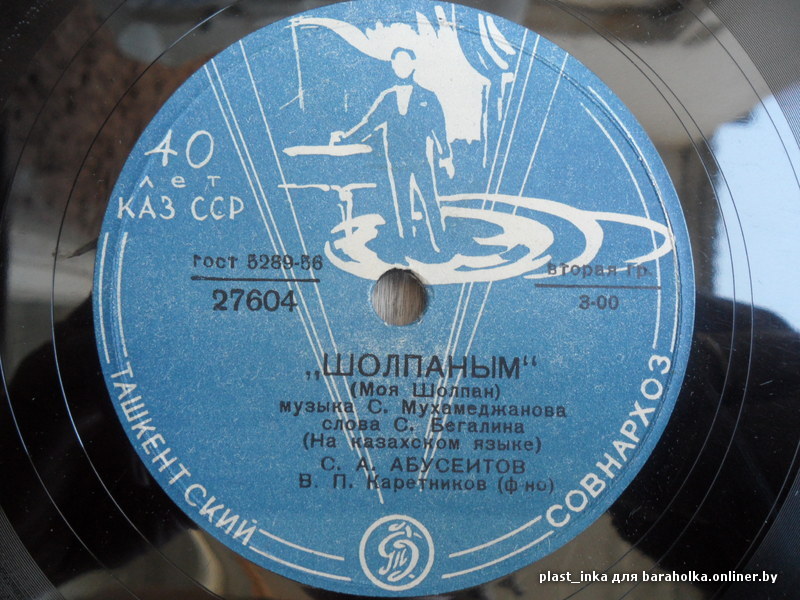 40
лет
КАЗ ССР
ГОСТ 5289-56
27604
вторая Гр.
3-00
„ШОЛПАНЫМ“
(Моя Шолпан)
музыка С. Мухамеджанова
слова С. Бегалина
(На казахском языке)
С. А. АБУСЕИТОВ
В. П. Каретников (ф-но)
ТАШКЕНТСКИЙ
СОВНАРХОЗ
plast_inka для baraholka.onliner.by